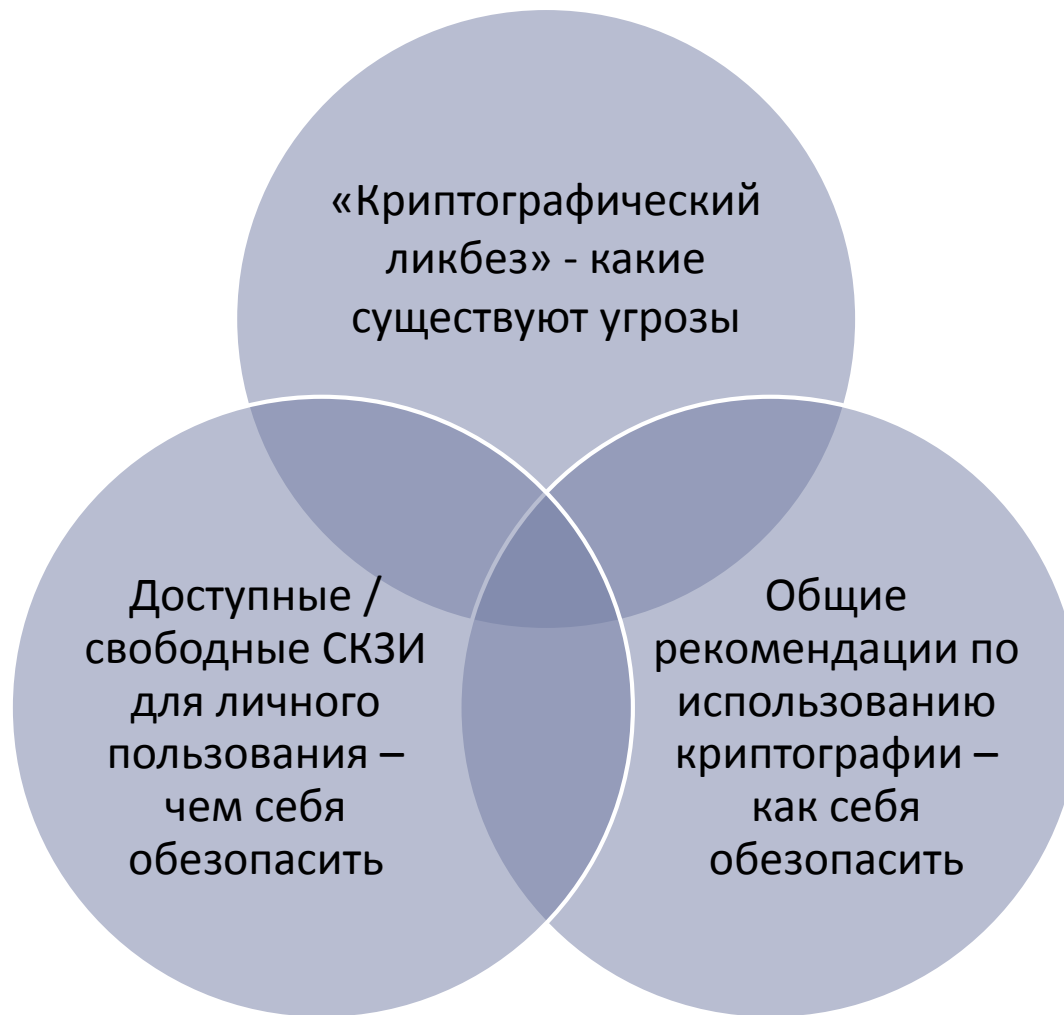 «Криптографический
ликбез» - какие
существуют угрозы
Доступные /
свободные СКЗИ
для личного
пользования –
чем себя
обезопасить
Общие
рекомендации по
использованию
криптографии –
как себя
обезопасить